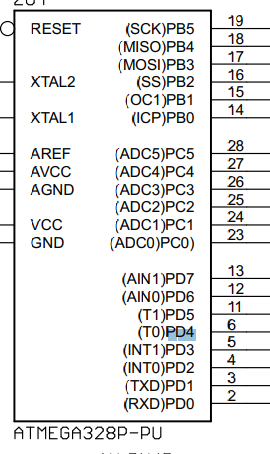 RESET (SCK)PB5 19
(MISO)PB4 18
(MOSI)PB3 17
XTAL2 (SS)PB2 16
(OC1)PB1 15
XTAL1 (ICP)PB0 14
AREF (ADC5)PC5 28
AVCC (ADC4)PC4 27
AGND (ADC3)PC3 26
(ADC2)PC2 25
VCC (ADC1)PC1 24
GND (ADC0)PC0) 23
(AIN1)PD7 13
(AIN0)PD6 12
(T1)PD5 11
(T0)PD4 6
(INT1)PD3 5
(INT0)PD2 4
(TXD)PD1 3
(RXD)PD0 2
ATMEGA328P-PU